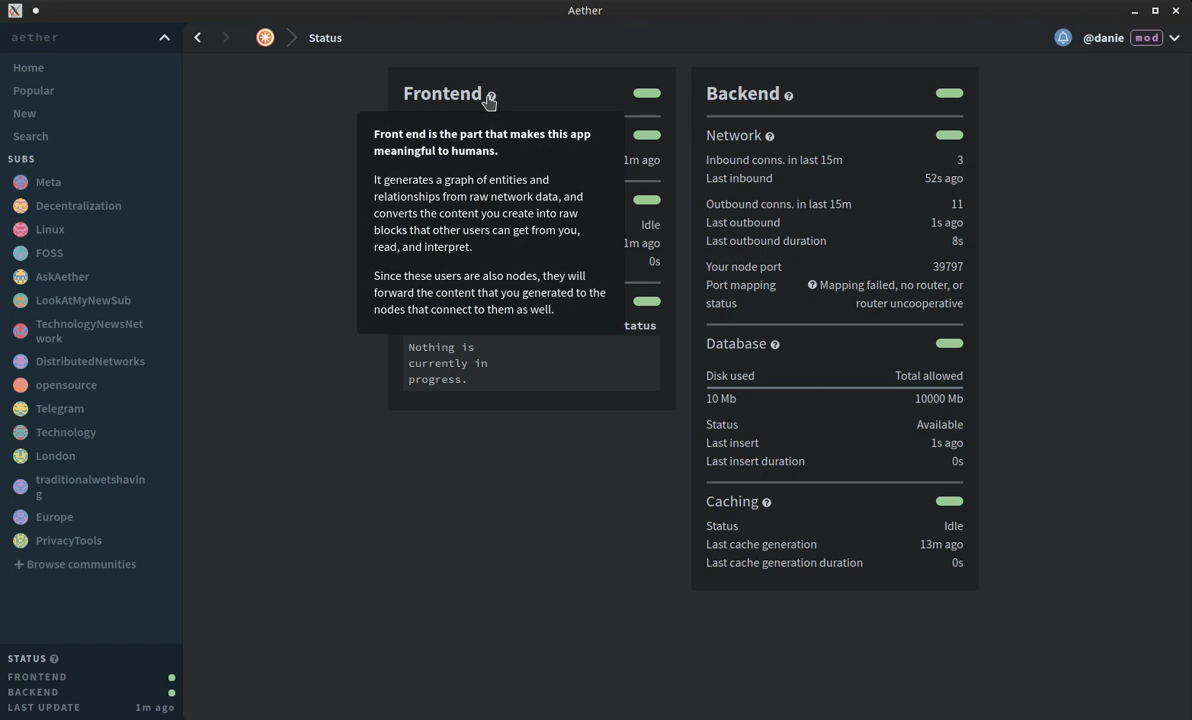 Aether
aether
Status
@danie mod
Home
Popular
New
Search
SUBS
Meta
Decentralization
Linux
FOSS
AskAether
LookAtMyNewSub
TechnologyNewsNet
work
DistributedNetworks
opensource
Telegram
Technology
London
traditionalwetshavin
g
Europe
PrivacyTools
+ Browse communities
STATUS ?
FRONTEND
BACKEND
LAST UPDATE 1m ago
Frontend ?
Front end is the part that makes this app
meaningful to humans.
It generates a graph of entities and
relationships from raw network data, and
converts the content you create into raw
blocks that other users can get from you,
read, and interpret.
Since these users are also nodes, they will
forward the content that you generated to the
nodes that connect to them as well.
1m ago
Idle
1m ago
0s
tatus
Nothing is
currently in
progress.
Backend ?
Network ?
Inbound conns. in last 15m 3
Last inbound 52s ago
Outbound conns. in last 15m 11
Last outbound 1s ago
Last outbound duration 8s
Your node port 39797
Port mapping ? Mapping failed, no router, or
status router uncooperative
Database ?
Disk used Total allowed
10 Mb 10000 Mb
Status Available
Last insert 1s ago
Last insert duration 0s
Caching ?
Status Idle
Last cache generation 13m ago
Last cache generation duration 0s